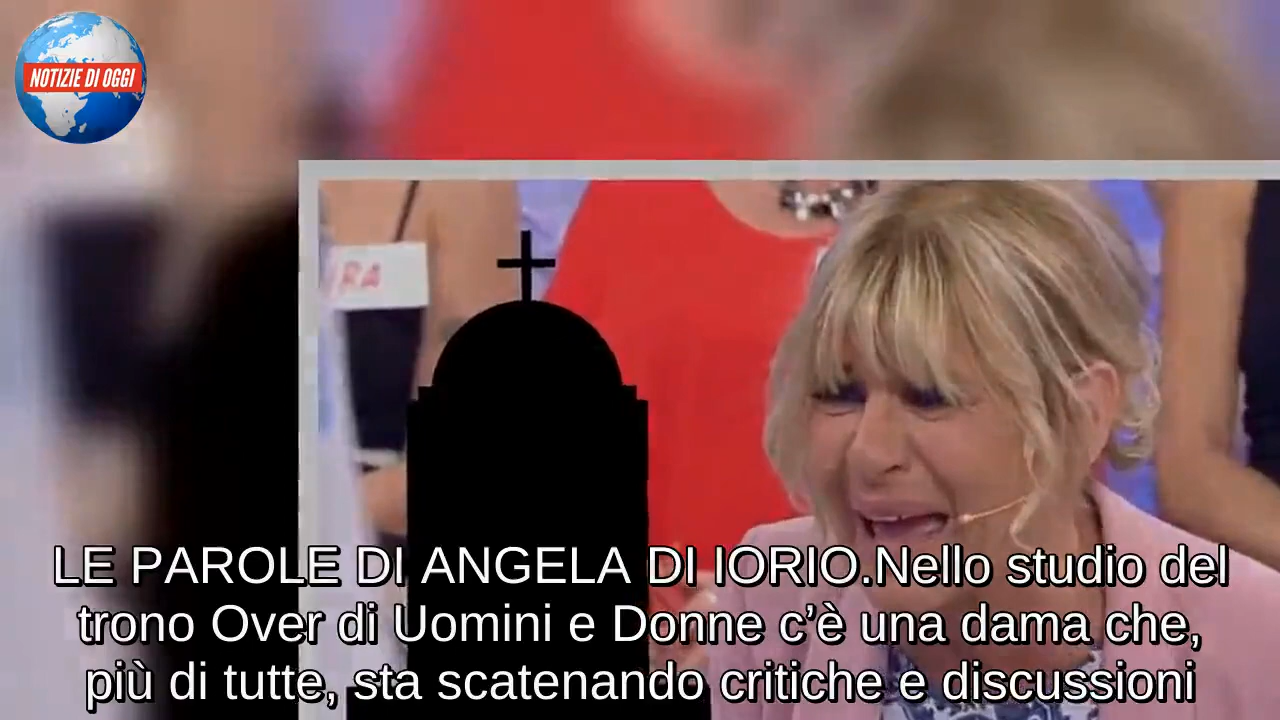 NOTIZIE DI OGGI
RA
LE PAROLE DI ANGELA DI IORIO.Nello studio del
trono Over di Uomini e Donne c’è una dama che,
più di tutte, sta scatenando critiche e discussioni